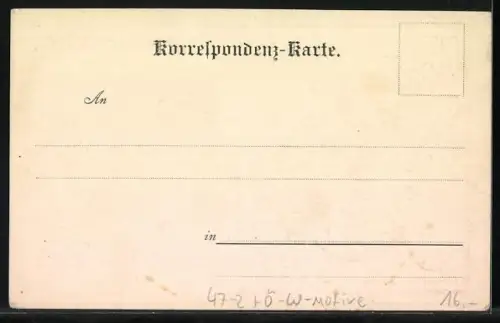 Korreſpondenz-Karte.
An
in
47-2 + Ö-W-motive 16.-